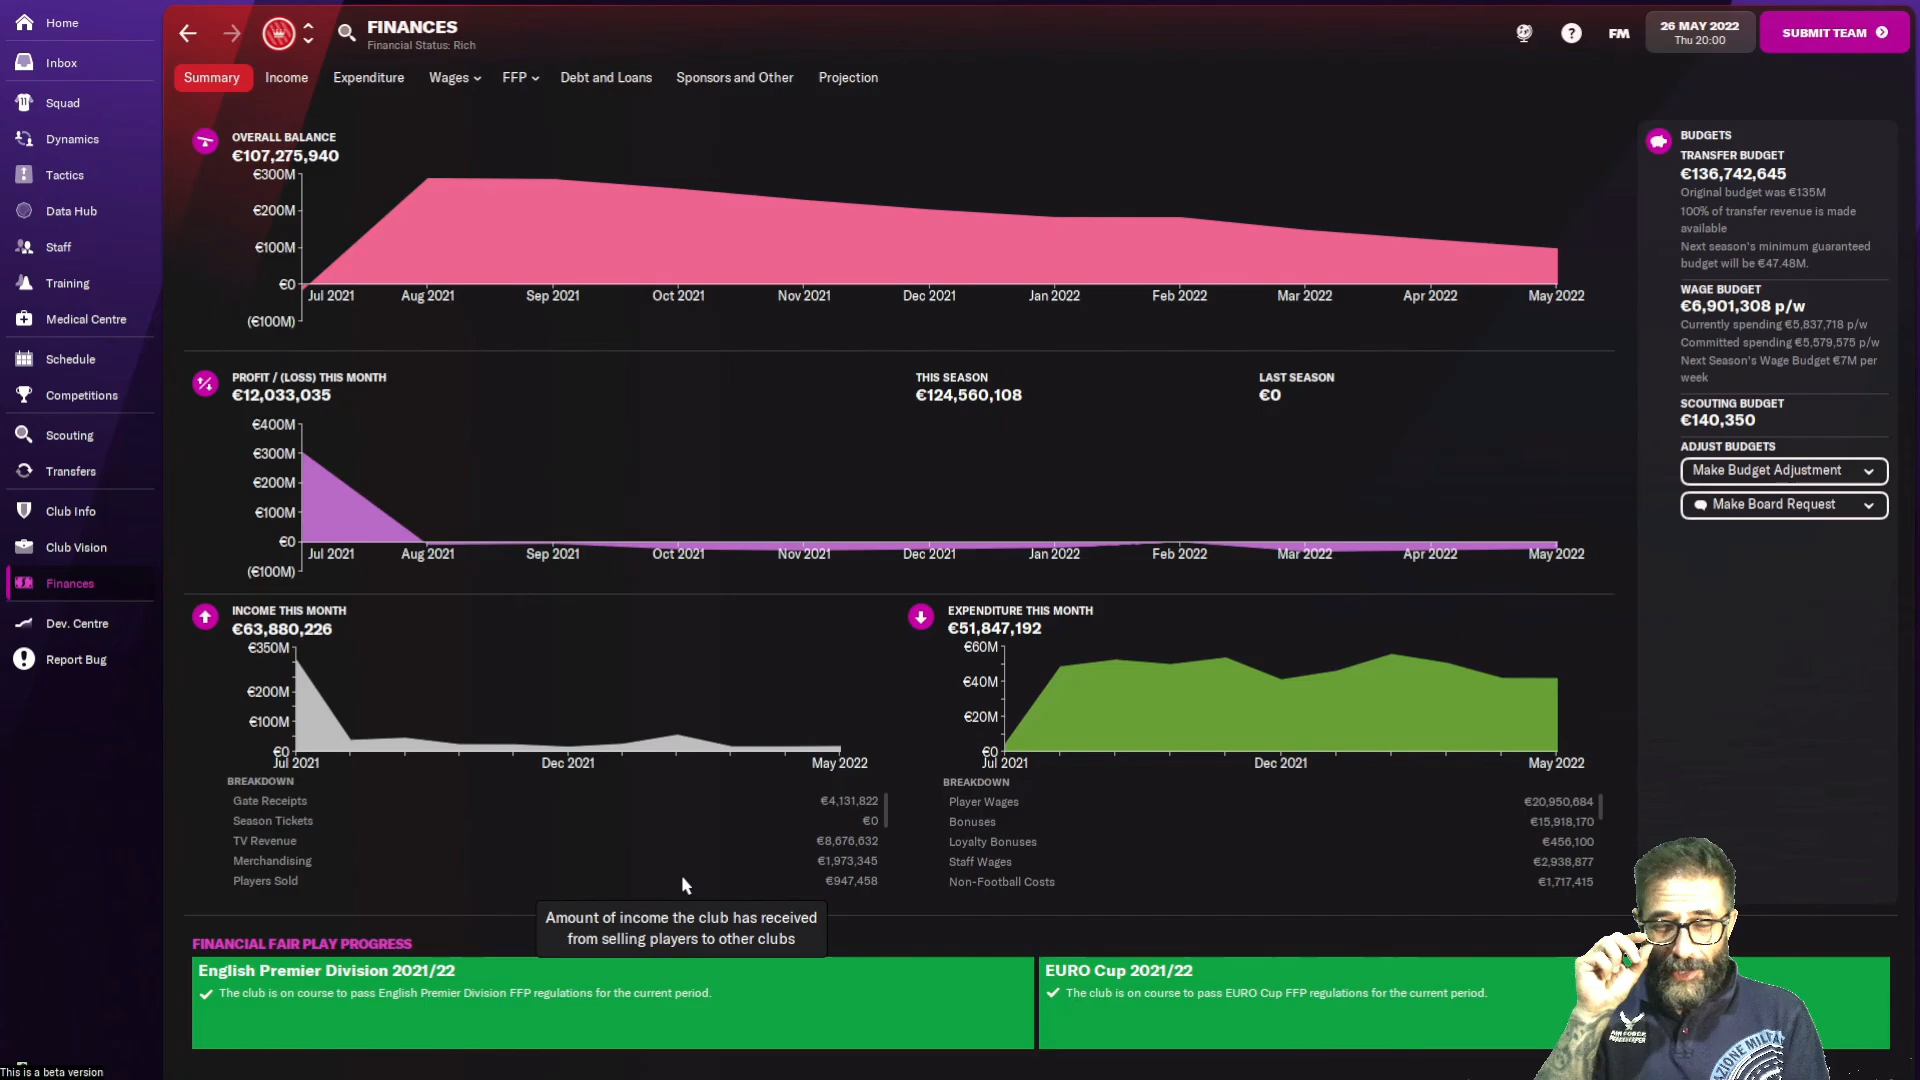 Home
Inbox
Squad
Dynamics
Tactics
Data Hub
Staff
Training
Medical Centre
Schedule
Competitions
Scouting
Transfers
Club Info
Club Vision
Finances
Dev. Centre
Report Bug
This is a beta version
FINANCES
Financial Status: Rich
FM
26 MAY 2022
Thu 20:00
SUBMIT TEAM
Summary Income Expenditure Wages FFP Debt and Loans Sponsors and Other Projection
OVERALL BALANCE
€107,275,940
€300M
€200M
€100M
€0
(€100M)
Jul 2021 Aug 2021 Sep 2021 Oct 2021 Nov 2021 Dec 2021 Jan 2022 Feb 2022 Mar 2022 Apr 2022 May 2022
PROFIT / (LOSS) THIS MONTH
€12,033,035
THIS SEASON
€124,560,108
LAST SEASON
€0
€400M
€300M
€200M
€100M
€0
(€100M)
Jul 2021 Aug 2021 Sep 2021 Oct 2021 Nov 2021 Dec 2021 Jan 2022 Feb 2022 Mar 2022 Apr 2022 May 2022
INCOME THIS MONTH
€63,880,226
€350M
€200M
€100M
€0
Jul 2021 Dec 2021 May 2022
BREAKDOWN
Gate Receipts €4,131,822
Season Tickets €0
TV Revenue €8,676,632
Merchandising €1,973,345
Players Sold €947,458
EXPENDITURE THIS MONTH
€51,847,192
€60M
€40M
€20M
€0
Jul 2021 Dec 2021 May 2022
BREAKDOWN
Player Wages €20,950,684
Bonuses €15,918,170
Loyalty Bonuses €456,100
Staff Wages €2,938,877
Non-Football Costs €1,717,415
Amount of income the club has received
from selling players to other clubs
FINANCIAL FAIR PLAY PROGRESS
English Premier Division 2021/22
The club is on course to pass English Premier Division FFP regulations for the current period.
EURO Cup 2021/22
The club is on course to pass EURO Cup FFP regulations for the current period.
BUDGETS
TRANSFER BUDGET
€136,742,645
Original budget was €135M
100% of transfer revenue is made
available
Next season's minimum guaranteed
budget will be €47.48M.
WAGE BUDGET
€6,901,308 p/w
Currently spending €5,837,718 p/w
Committed spending €5,579,575 p/w
Next Season's Wage Budget €7M per
week
SCOUTING BUDGET
€140,350
ADJUST BUDGETS
Make Budget Adjustment
Make Board Request